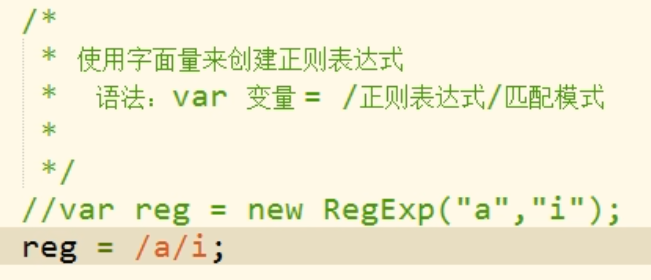 /*
* 使用字面量来创建正则表达式
* 语法：var 变量 = /正则表达式/匹配模式
*
*/
//var reg = new RegExp("a","i");
reg = /a/i;